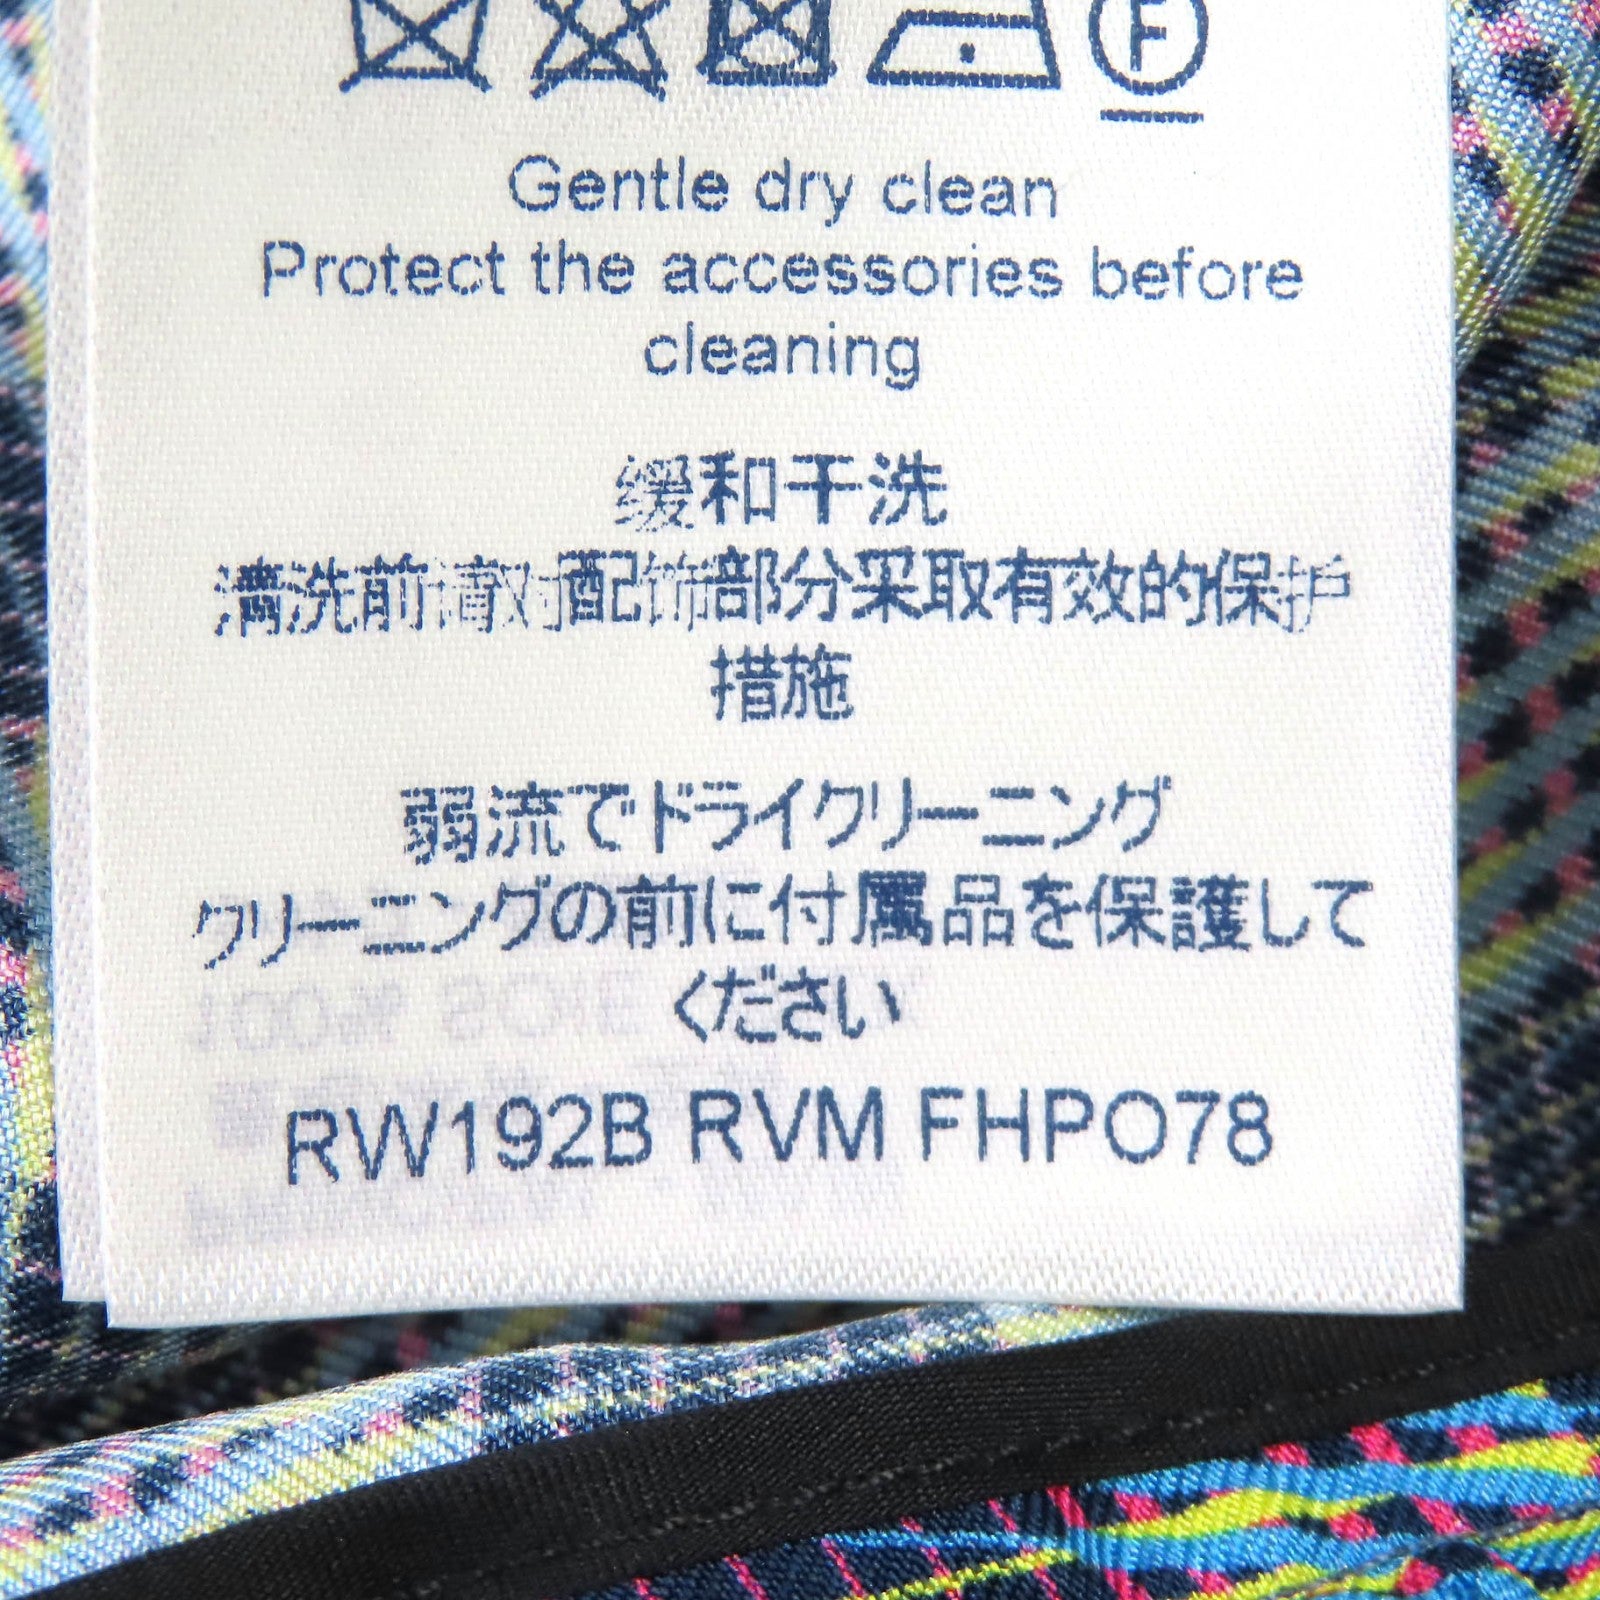 F
Gentle dry clean
Protect the accessories before
cleaning
缓和干洗
清洗前请对配饰部分采取有效的保护
措施
弱流でドライクリーニング
クリーニングの前に付属品を保護して
ください
RW192B RVM FHPO78